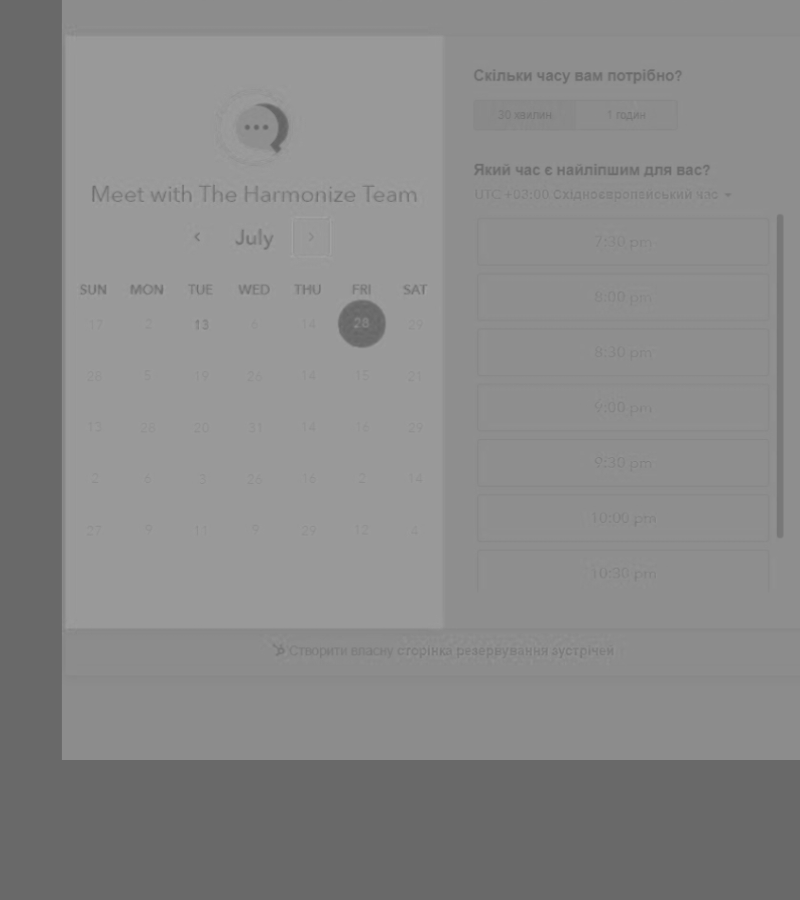 Meet with The Harmonize Team
July
SUN MON TUE WED THU FRI SAT
17 2 13 6 14 28 29
26 5 19 26 14 15 21
13 28 20 31 14 16 29
2 6 3 26 16 2 14
27 9 11 9 29 12 4
Скільки часу вам потрібно?
30 хвилин 1 годин
Який час є найліпшим для вас?
UTC +03:00 Східноєвропейський час
7:30 pm
8:00 pm
8:30 pm
9:00 pm
9:30 pm
10:00 pm
10:30 pm
Створити власну сторінка резервування зустрічей